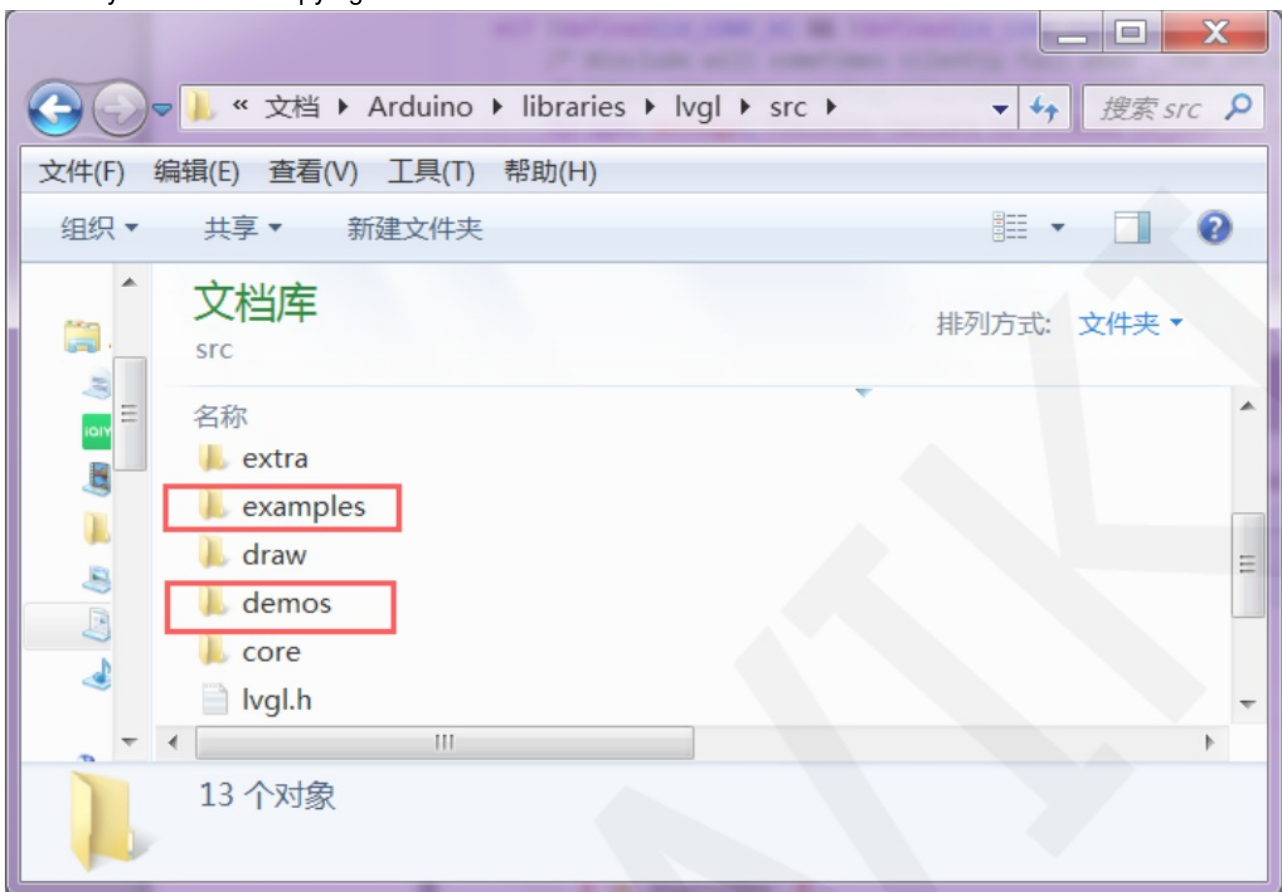 « 文档 ▸ Arduino ▸ libraries ▸ lvgl ▸ src ▸
搜索 src
文件(F) 编辑(E) 查看(V) 工具(T) 帮助(H)
组织 共享 新建文件夹
文档库
src
排列方式: 文件夹
名称
extra
examples
draw
demos
core
lvgl.h
13 个对象